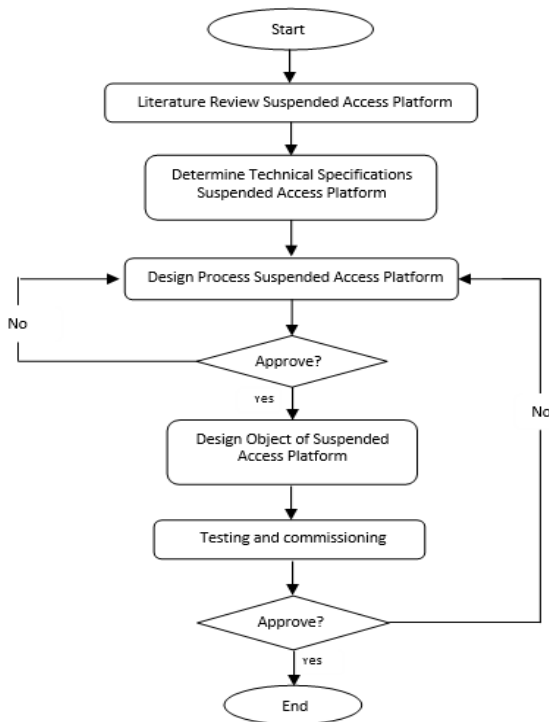 Start
Literature Review Suspended Access Platform
Determine Technical Specifications
Suspended Access Platform
Design Process Suspended Access Platform
No
Approve?
Yes
No
Design Object of Suspended
Access Platform
Testing and commissioning
Approve?
Yes
End